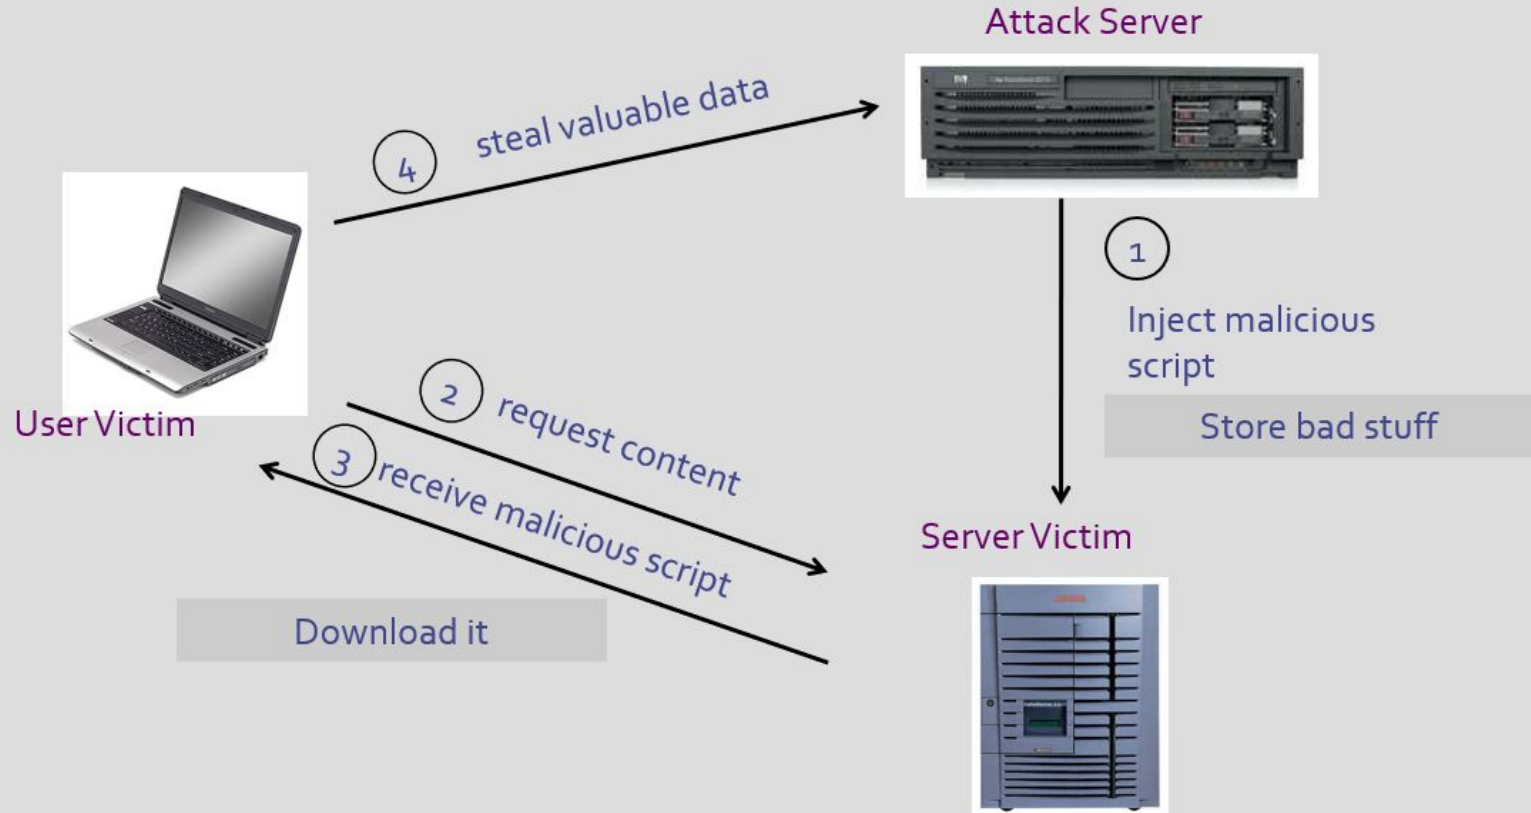 Attack Server
4 steal valuable data
1
Inject malicious
script
Store bad stuff
User Victim
2 request content
3 receive malicious script
Download it
Server Victim